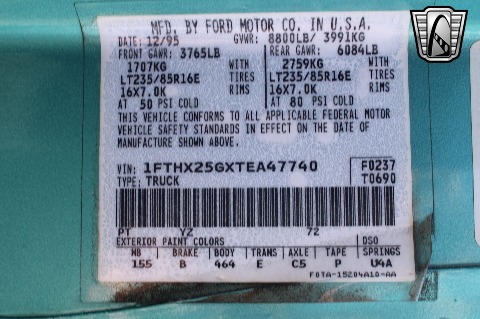 MFD. BY FORD MOTOR CO. IN U.S.A.
DATE: 12/95 GVWR: 8800LB/ 3991KG
FRONT GAWR: 3765LB REAR GAWR: 6084LB
1707KG WITH 2759KG WITH
LT235/85R16E TIRES LT235/85R16E TIRES
16X7.0K RIMS 16X7.0K RIMS
AT 50 PSI COLD AT 80 PSI COLD
THIS VEHICLE CONFORMS TO ALL APPLICABLE FEDERAL MOTOR
VEHICLE SAFETY STANDARDS IN EFFECT ON THE DATE OF
MANUFACTURE SHOWN ABOVE.
VIN: 1FTHX25GXTEA47740 F0237
TYPE: TRUCK T0690
PT YZ 72
EXTERIOR PAINT COLORS DSO
WB BRAKE BODY TRANS AXLE TAPE SPRINGS
155 B 464 E C5 P U4A
F0TA-15204A10-AA